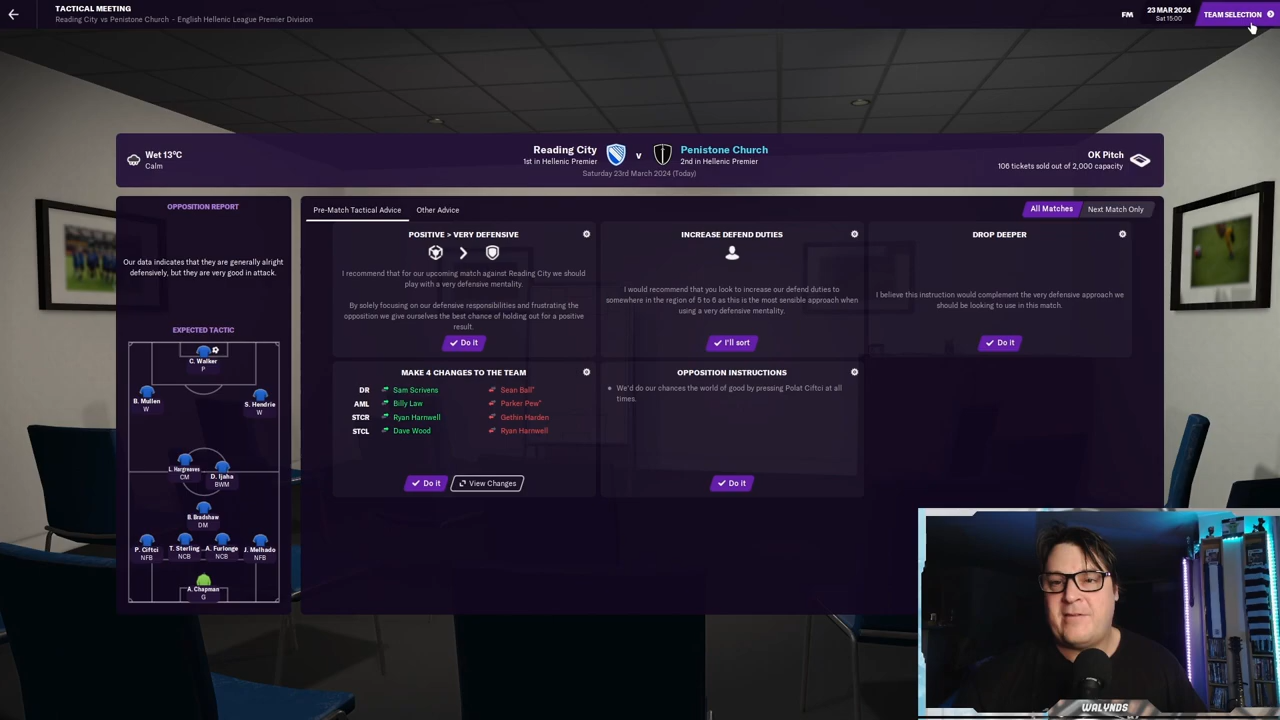 TACTICAL MEETING
Reading City vs Penistone Church - English Hellenic League Premier Division
FM
23 MAR 2024
Sat 15:00
TEAM SELECTION
Wet 13°C
Calm
Reading City
1st in Hellenic Premier
v
Penistone Church
2nd in Hellenic Premier
Saturday 23rd March 2024 (Today)
OK Pitch
106 tickets sold out of 2,000 capacity
OPPOSITION REPORT
Our data indicates that they are generally alright
defensively, but they are very good in attack.
EXPECTED TACTIC
C. Walker
P
B. Mullen
W
S. Hendrie
W
L. Hargreaves
CM
D. Ijaha
BWM
B. Bradshaw
DM
P. Ciftci
NFB
T. Sterling ...
NCB
A. Furlonge
NCB
J. Melhado
NFB
A. Chapman
G
Pre-Match Tactical Advice
Other Advice
All Matches
Next Match Only
POSITIVE > VERY DEFENSIVE
I recommend that for our upcoming match against Reading City we should
play with a very defensive mentality.
By solely focusing on our defensive responsibilities and frustrating the
opposition we give ourselves the best chance of holding out for a positive
result.
Do it
INCREASE DEFEND DUTIES
I would recommend that you look to increase our defend duties to
somewhere in the region of 5 to 6 as this is the most sensible approach when
using a very defensive mentality.
I'll sort
DROP DEEPER
I believe this instruction would complement the very defensive approach we
should be looking to use in this match.
Do it
MAKE 4 CHANGES TO THE TEAM
DR Sam Scrivens Sean Ball*
AML Billy Law Parker Pew*
STCR Ryan Harnwell Gethin Harden
STCL Dave Wood Ryan Harnwell
Do it
View Changes
OPPOSITION INSTRUCTIONS
We'd do our chances the world of good by pressing Polat Ciftci at all
times.
Do it
WALYNDS